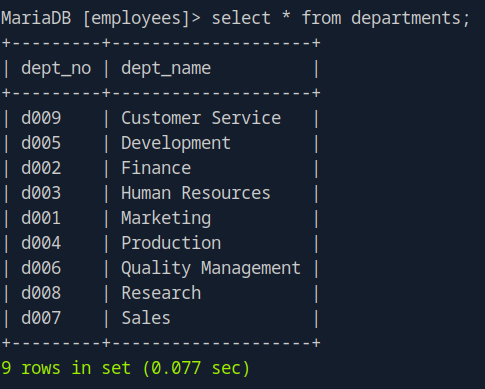 MariaDB [employees]> select * from departments;
+---------+--------------------+
| dept_no | dept_name          |
+---------+--------------------+
| d009    | Customer Service   |
| d005    | Development        |
| d002    | Finance            |
| d003    | Human Resources    |
| d001    | Marketing          |
| d004    | Production         |
| d006    | Quality Management |
| d008    | Research           |
| d007    | Sales              |
+---------+--------------------+
9 rows in set (0.077 sec)